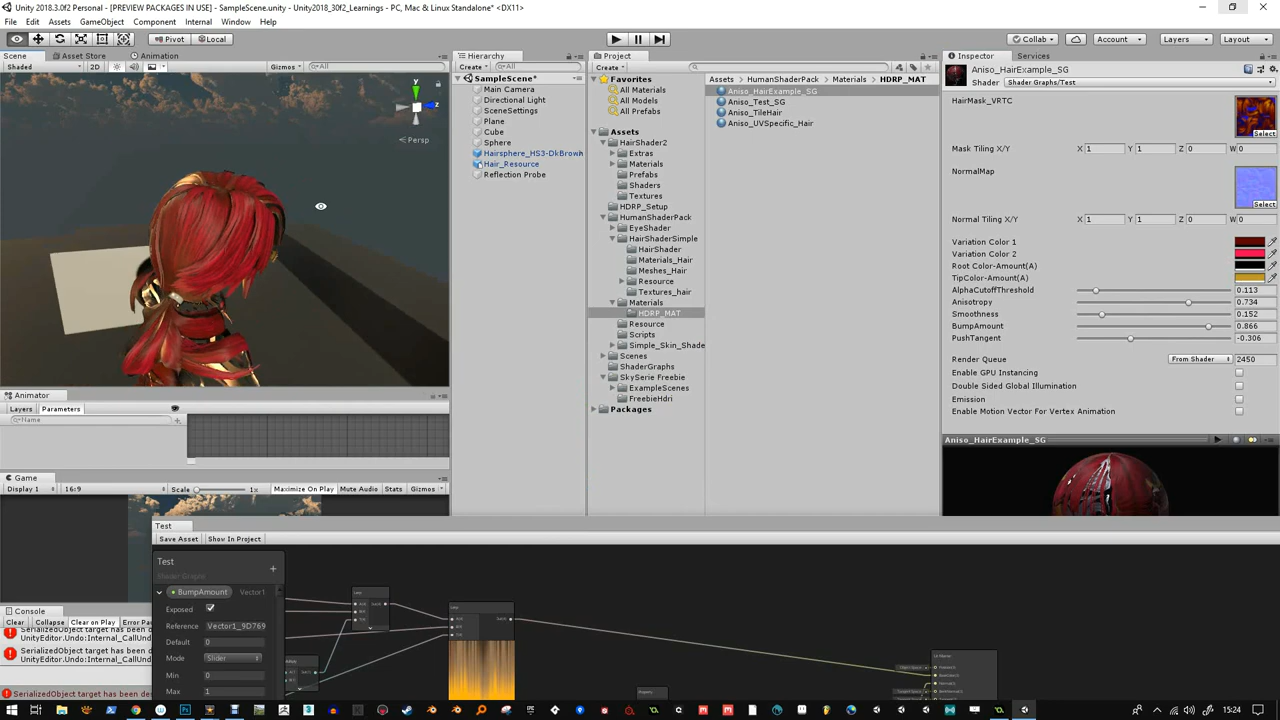 Unity 2018.3.0f2 Personal - [PREVIEW PACKAGES IN USE] - SampleScene.unity - Unity2018_30f2_Learnings - PC, Mac & Linux Standalone* <DX11>
File Edit Assets GameObject Component Internal Window Help
Pivot Local Collab Account Layers Layout
Scene Asset Store Animation
Shaded 2D Gizmos All
y
z
Persp
Hierarchy
Create All
SampleScene*
Main Camera
Directional Light
SceneSettings
Plane
Cube
Sphere
Hairsphere_HS3-DkBrown
Hair_Resource
Reflection Probe
Project
Create
Favorites
All Materials
All Models
All Prefabs
Assets
HairShader2
Extras
Materials
Prefabs
Shaders
Textures
HDRP_Setup
HumanShaderPack
EyeShader
HairShaderSimple
HairShader
Materials_Hair
Meshes_Hair
Resource
Textures_hair
Materials
HDRP_MAT
Resource
Scripts
Simple_Skin_Shade
Scenes
ShaderGraphs
SkySerie Freebie
ExampleScenes
FreebieHdri
Packages
Assets HumanShaderPack Materials HDRP_MAT
Aniso_HairExample_SG
Aniso_Test_SG
Aniso_TileHair
Aniso_UVSpecific_Hair
Inspector Services
Aniso_HairExample_SG
Shader Shader Graphs/Test
HairMask_VRTC
Select
Mask Tiling X/Y X 1 Y 1 Z 0 W 0
NormalMap
Select
Normal Tiling X/Y X 1 Y 1 Z 0 W 0
Variation Color 1
Variation Color 2
Root Color-Amount(A)
TipColor-Amount(A)
AlphaCutoffThreshold 0.113
Anisotropy 0.734
Smoothness 0.152
BumpAmount 0.866
PushTangent -0.306
Render Queue From Shader 2450
Enable GPU Instancing
Double Sided Global Illumination
Emission
Enable Motion Vector For Vertex Animation
Aniso_HairExample_SG
Animator
Layers Parameters
Name
Game
Display 1 16:9 Scale 1x Maximize On Play Mute Audio Stats Gizmos
Console
Clear Collapse Clear on Play Error Pau
SerializedObject target has been des
UnityEditor.Undo:Internal_CallUnd
SerializedObject target has been des
UnityEditor.Undo:Internal_CallUnd
SerializedObject target has been des
Test
Save Asset Show In Project
Test
Shader Graphs
BumpAmount Vector1
Exposed
Reference Vector1_9D769
Default 0
Mode Slider
Min 0
Max 1
15:24